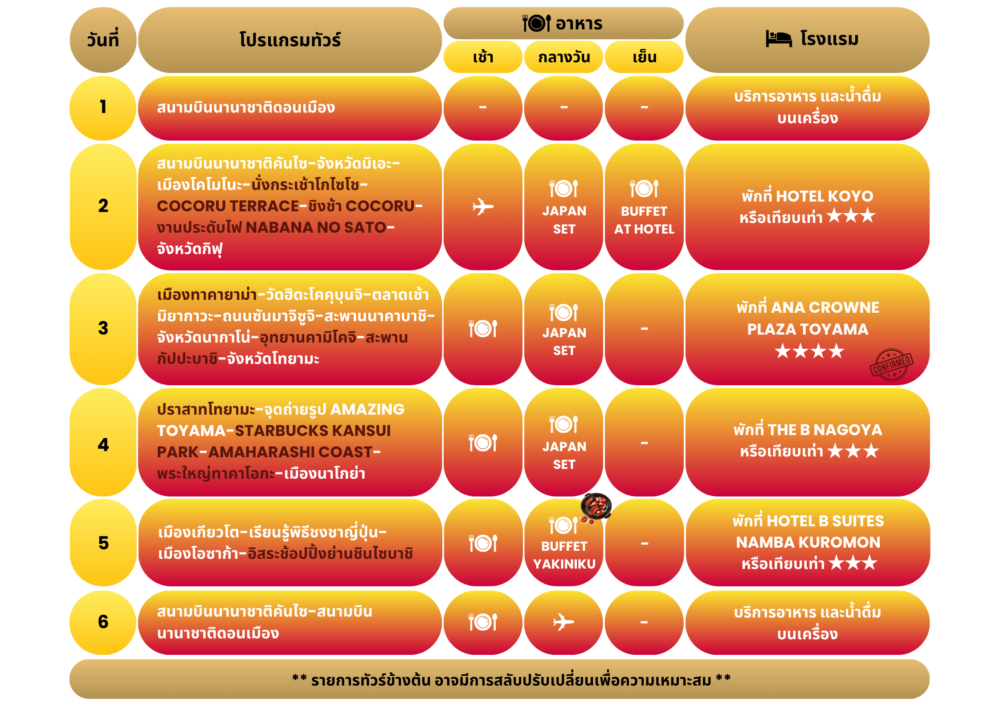 วันที่
โปรแกรมทัวร์
อาหาร
เช้า
กลางวัน
เย็น
โรงแรม
1
สนามบินนานาชาติดอนเมือง
-
-
-
บริการอาหาร และน้ำดื่ม
บนเครื่อง
2
สนามบินนานาชาติคันไซ-จังหวัดมิเอะ-
เมืองโคโมโนะ-นั่งกระเช้าโกไซโช-
COCORU TERRACE-ชิงช้า COCORU-
งานประดับไฟ NABANA NO SATO-
จังหวัดกิฟุ
JAPAN
SET
BUFFET
AT HOTEL
พักที่ HOTEL KOYO
หรือเทียบเท่า ★★★
3
เมืองทาคายาม่า-วัดฮิดะโคคุบุนจิ-ตลาดเช้า
มิยากาวะ-ถนนซันมาจิซูจิ-สะพานนาคาบาชิ-
จังหวัดนากาโน่-อุทยานคามิโคจิ-สะพาน
กัปปะบาชิ-จังหวัดโทยามะ
JAPAN
SET
-
พักที่ ANA CROWNE
PLAZA TOYAMA
★★★★
CONFIRMED
4
ปราสาทโทยามะ-จุดถ่ายรูป AMAZING
TOYAMA-STARBUCKS KANSUI
PARK-AMAHARASHI COAST-
พระใหญ่ทาคาโอกะ-เมืองนาโกย่า
JAPAN
SET
-
พักที่ THE B NAGOYA
หรือเทียบเท่า ★★★
5
เมืองเกียวโต-เรียนรู้พิธีชงชาญี่ปุ่น-
เมืองโอซาก้า-อิสระช้อปปิ้งย่านชินไซบาชิ
BUFFET
YAKINIKU
-
พักที่ HOTEL B SUITES
NAMBA KUROMON
หรือเทียบเท่า ★★★
6
สนามบินนานาชาติคันไซ-สนามบิน
นานาชาติดอนเมือง
-
บริการอาหาร และน้ำดื่ม
บนเครื่อง
** รายการทัวร์ข้างต้น อาจมีการสลับปรับเปลี่ยนเพื่อความเหมาะสม **